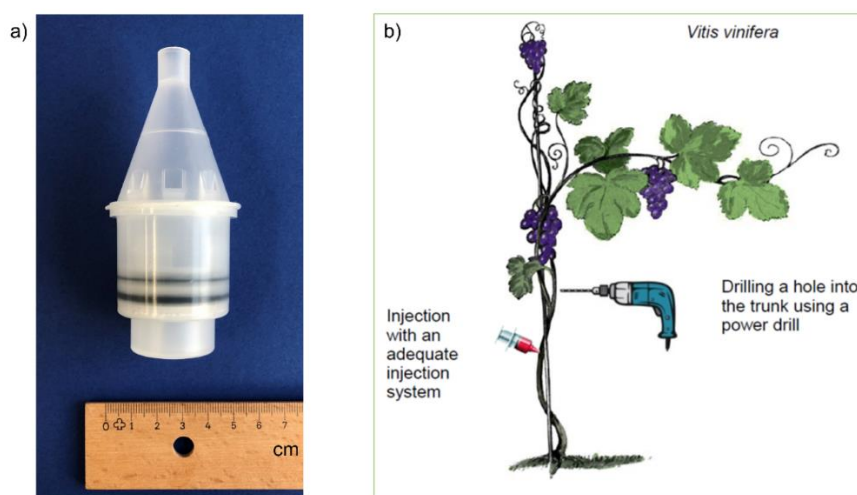 a)
0 1 2 3 4 5 6 7
cm
b)
Vitis vinifera
Drilling a hole into
the trunk using a
power drill
Injection
with an
adequate
injection
system